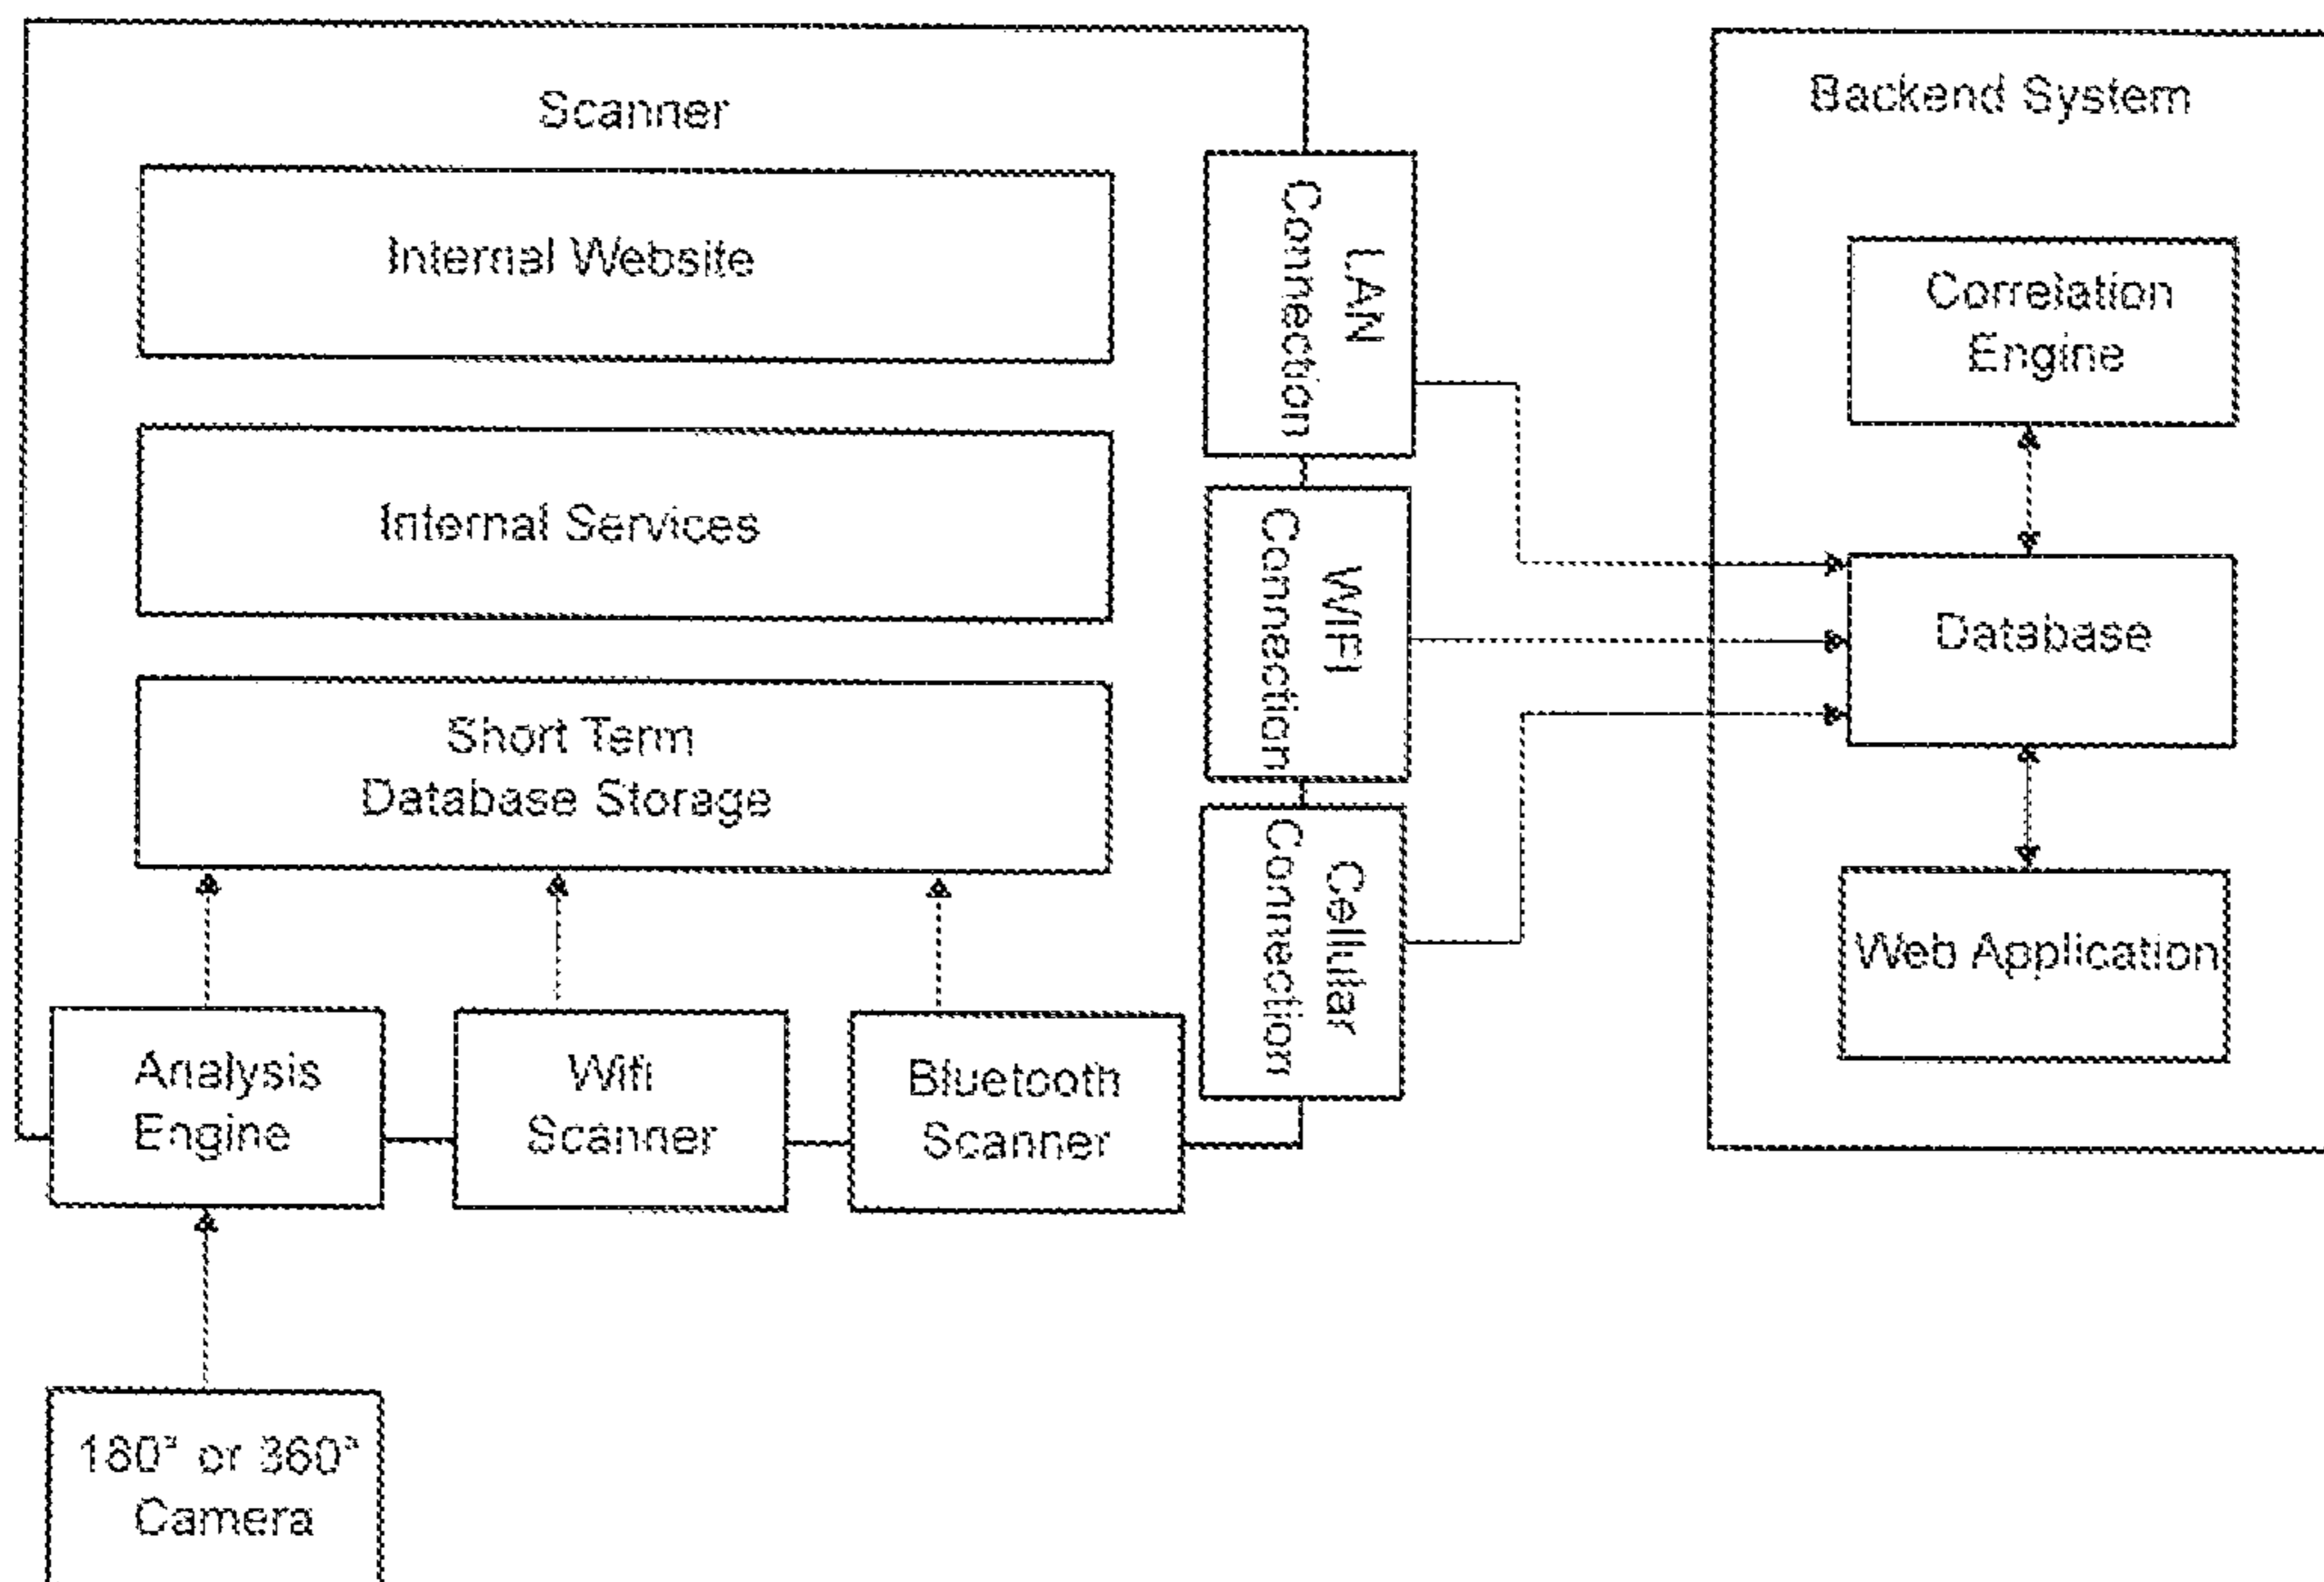 Scanner
Internal Website
Internal Services
Short Term
Database Storage
Analysis
Engine
Wifi
Scanner
Bluetooth
Scanner
180° or 360°
Camera
LAN
Connection
WIFI
Connection
Cellular
Connection
Backend System
Correlation
Engine
Database
Web Application